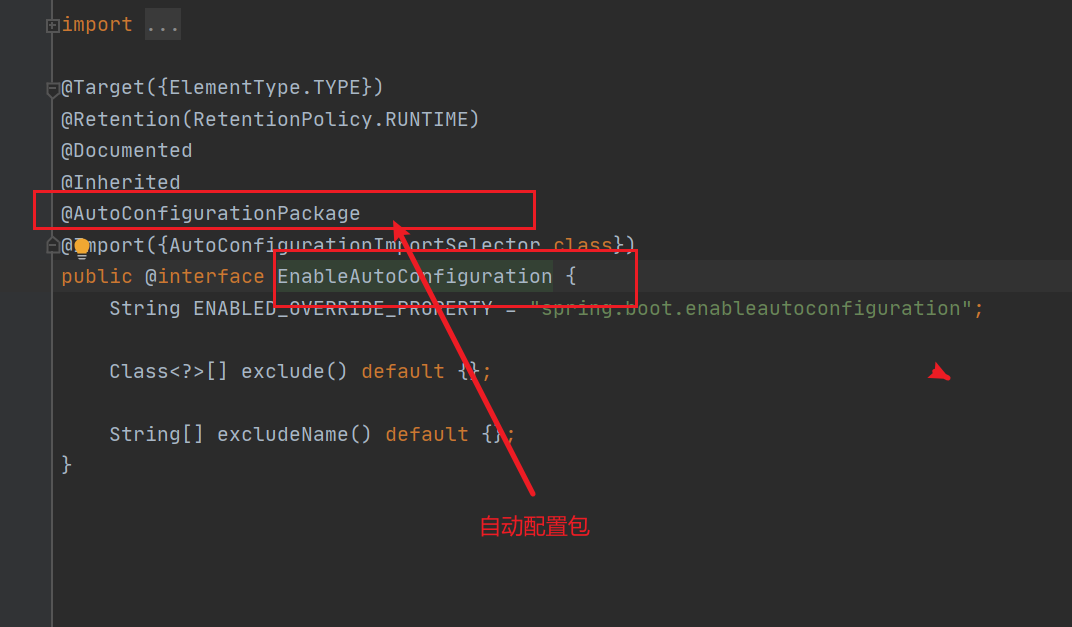 import ...
@Target({ElementType.TYPE})
@Retention(RetentionPolicy.RUNTIME)
@Documented
@Inherited
@AutoConfigurationPackage
@Import({AutoConfigurationImportSelector.class})
public @interface EnableAutoConfiguration {
String ENABLED_OVERRIDE_PROPERTY = "spring.boot.enableautoconfiguration";
Class<?>[] exclude() default {};
String[] excludeName() default {};
}
自动配置包